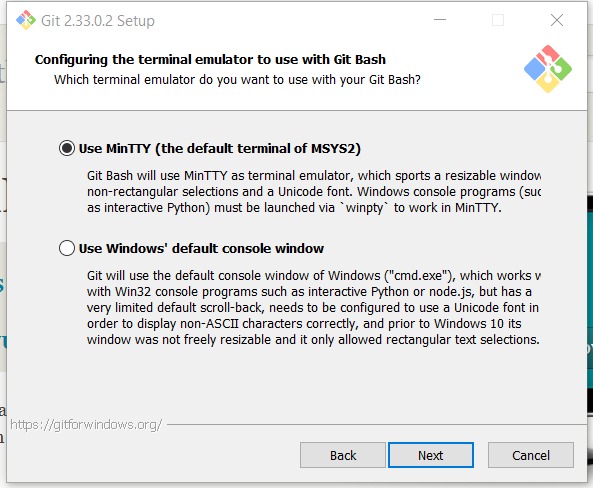 Git 2.33.0.2 Setup
Configuring the terminal emulator to use with Git Bash
Which terminal emulator do you want to use with your Git Bash?
Use MinTTY (the default terminal of MSYS2)
Git Bash will use MinTTY as terminal emulator, which sports a resizable window
non-rectangular selections and a Unicode font. Windows console programs (suc
as interactive Python) must be launched via `winpty` to work in MinTTY.
Use Windows' default console window
Git will use the default console window of Windows ("cmd.exe"), which works w
with Win32 console programs such as interactive Python or node.js, but has a
very limited default scroll-back, needs to be configured to use a Unicode font in
order to display non-ASCII characters correctly, and prior to Windows 10 its
window was not freely resizable and it only allowed rectangular text selections.
https://gitforwindows.org/
Back
Next
Cancel